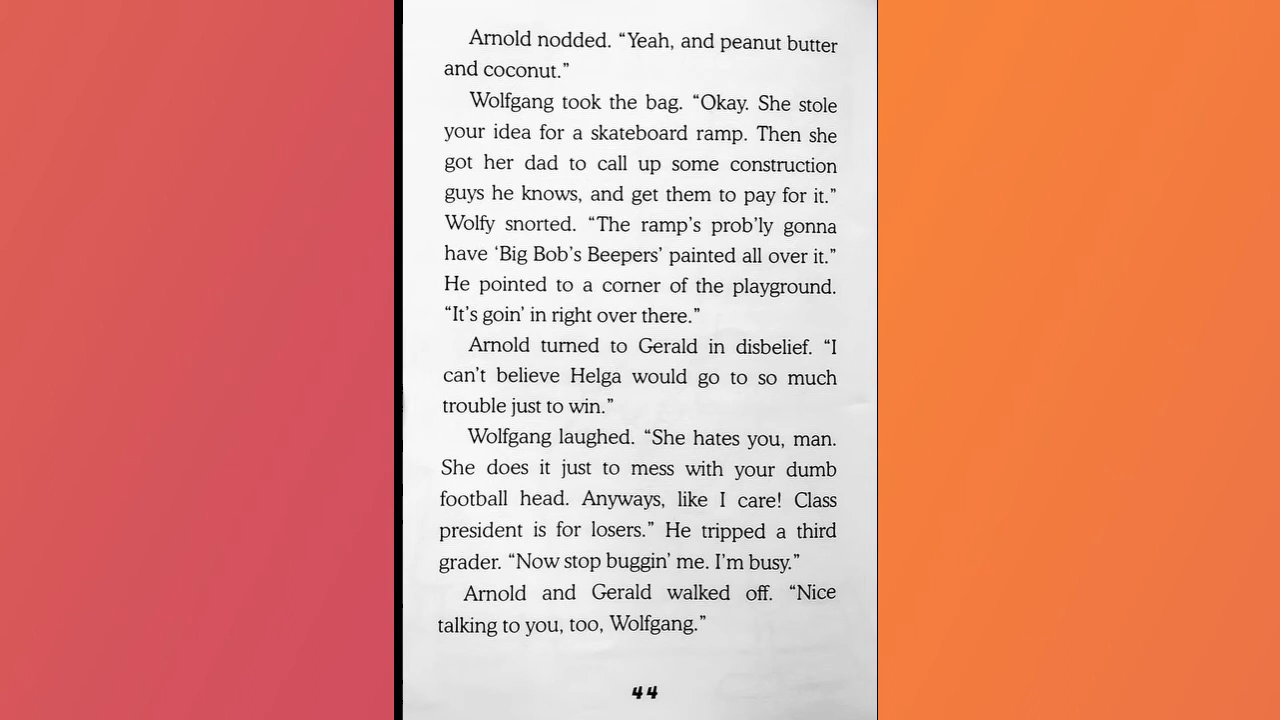 Arnold nodded. “Yeah, and peanut butter
and coconut.”
Wolfgang took the bag. “Okay. She stole
your idea for a skateboard ramp. Then she
got her dad to call up some construction
guys he knows, and get them to pay for it.”
Wolfy snorted. “The ramp’s prob’ly gonna
have ‘Big Bob’s Beepers’ painted all over it.”
He pointed to a corner of the playground.
“It’s goin’ in right over there.”
Arnold turned to Gerald in disbelief. “I
can’t believe Helga would go to so much
trouble just to win.”
Wolfgang laughed. “She hates you, man.
She does it just to mess with your dumb
football head. Anyways, like I care! Class
president is for losers.” He tripped a third
grader. “Now stop buggin’ me. I’m busy.”
Arnold and Gerald walked off. “Nice
talking to you, too, Wolfgang.”
44